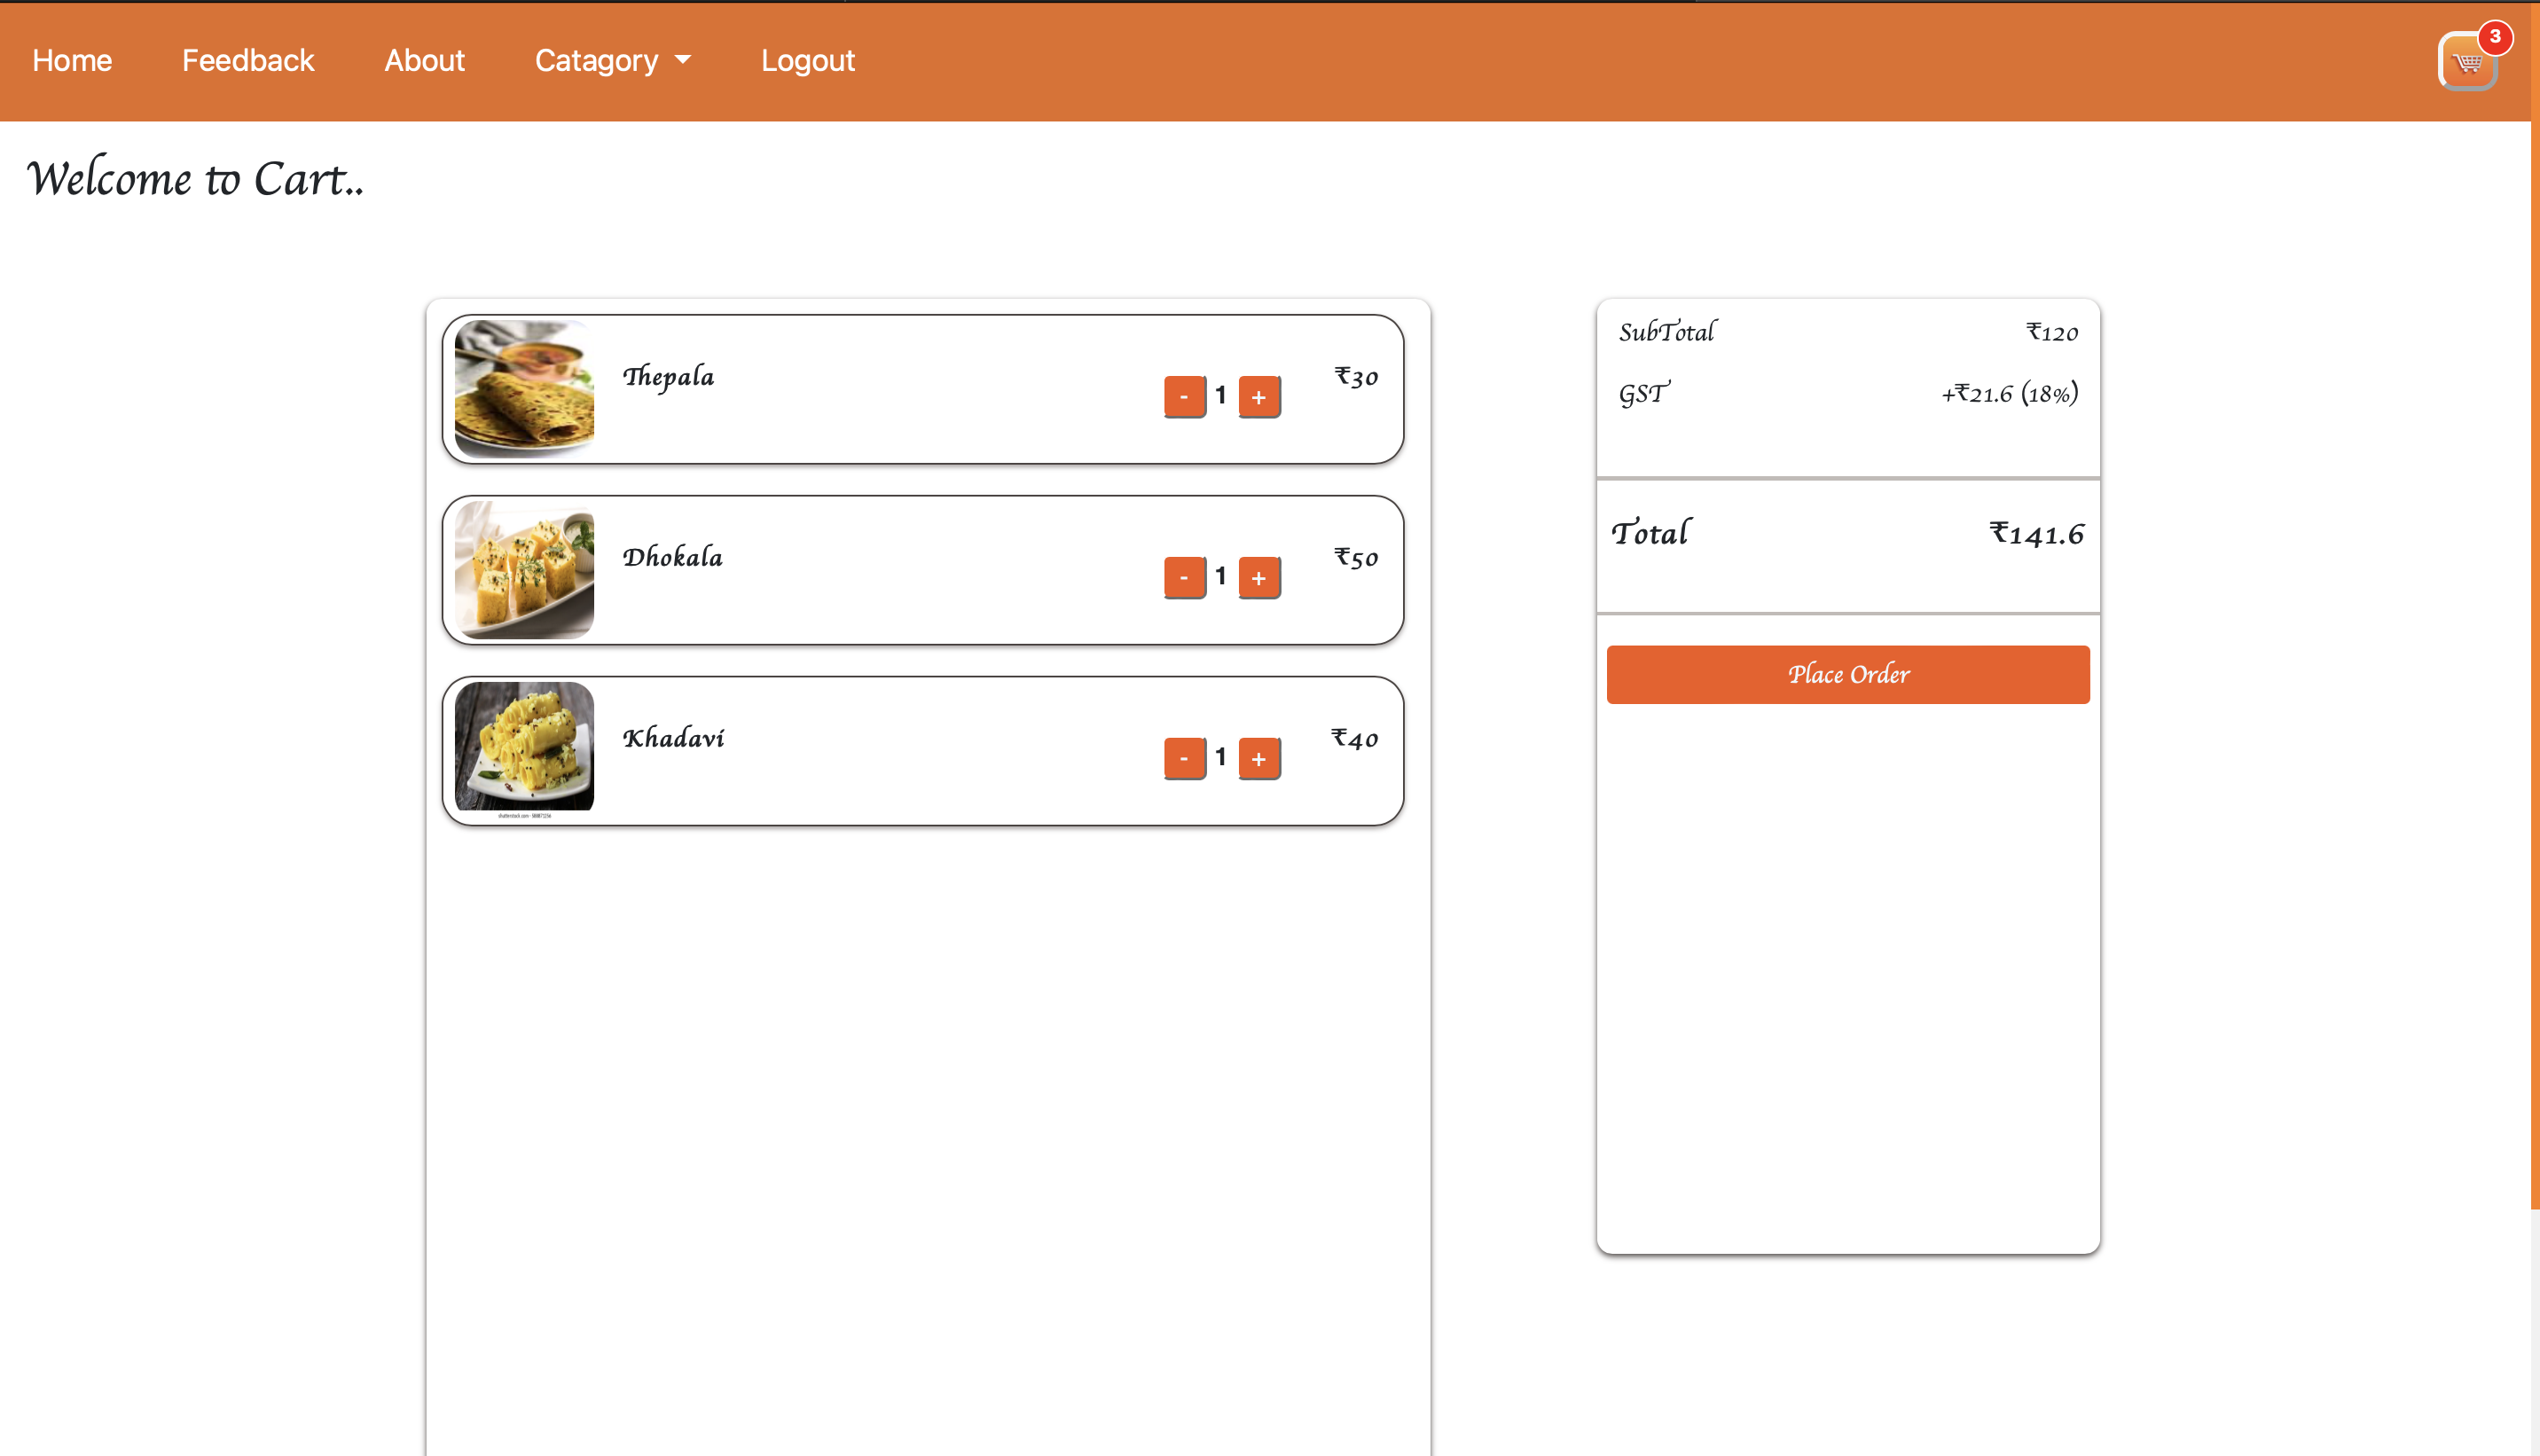 Home Feedback About Catagory Logout 3
Welcome to Cart..
Thepala - 1 + ₹30
Dhokala - 1 + ₹50
Khadavi - 1 + ₹40
SubTotal ₹120
GST +₹21.6 (18%)
Total ₹141.6
Place Order